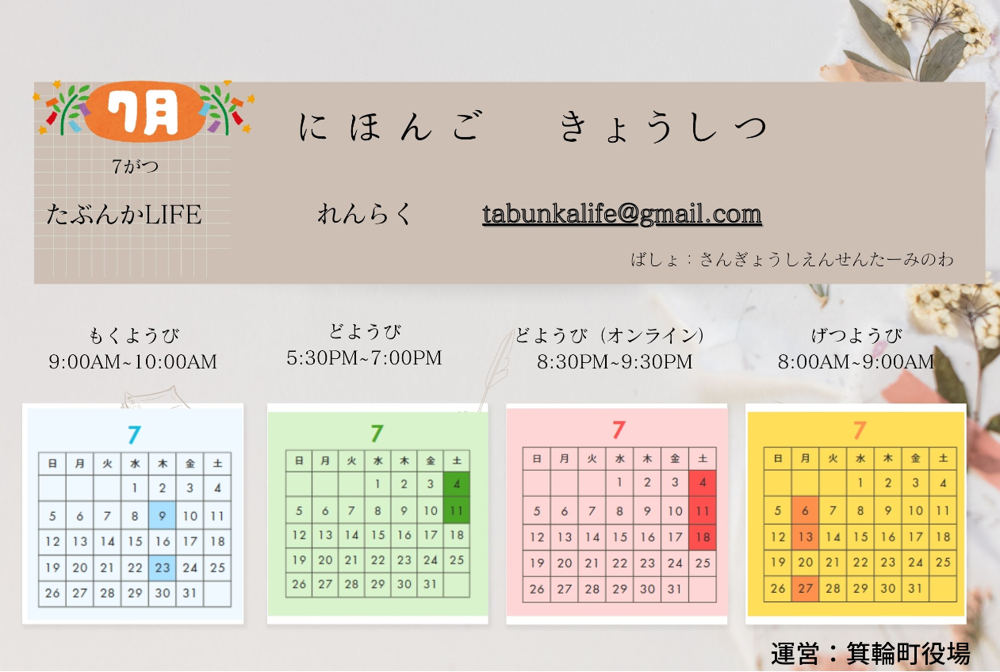 7月
にほんご きょうしつ
7がつ
たぶんかLIFE
れんらく tabunkalife@gmail.com
ばしょ：さんぎょうしえんせんたーみのわ
もくようび
9:00AM~10:00AM
どようび
5:30PM~7:00PM
どようび（オンライン）
8:30PM~9:30PM
げつようび
8:00AM~9:00AM
7
日 月 火 水 木 金 土
1 2 3 4
5 6 7 8 9 10 11
12 13 14 15 16 17 18
19 20 21 22 23 24 25
26 27 28 29 30 31
7
日 月 火 水 木 金 土
1 2 3 4
5 6 7 8 9 10 11
12 13 14 15 16 17 18
19 20 21 22 23 24 25
26 27 28 29 30 31
7
日 月 火 水 木 金 土
1 2 3 4
5 6 7 8 9 10 11
12 13 14 15 16 17 18
19 20 21 22 23 24 25
26 27 28 29 30 31
7
日 月 火 水 木 金 土
1 2 3 4
5 6 7 8 9 10 11
12 13 14 15 16 17 18
19 20 21 22 23 24 25
26 27 28 29 30 31
運営：箕輪町役場